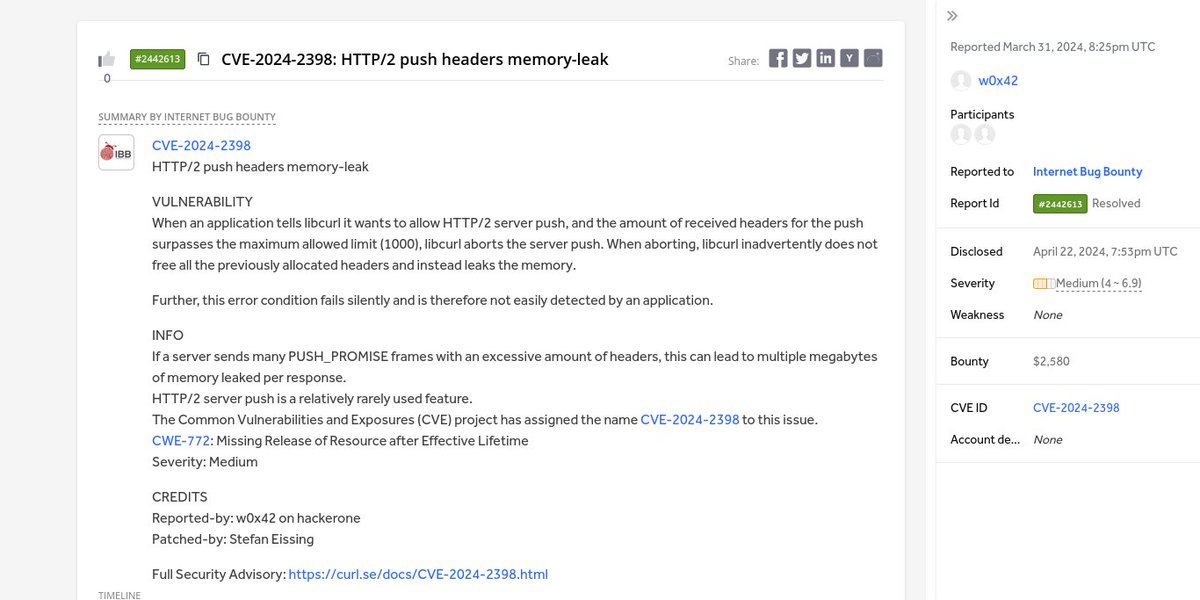 #2442613 CVE-2024-2398: HTTP/2 push headers memory-leak
Share: f in Y
0
SUMMARY BY INTERNET BUG BOUNTY
IBB
CVE-2024-2398
HTTP/2 push headers memory-leak
VULNERABILITY
When an application tells libcurl it wants to allow HTTP/2 server push, and the amount of received headers for the push
surpasses the maximum allowed limit (1000), libcurl aborts the server push. When aborting, libcurl inadvertently does not
free all the previously allocated headers and instead leaks the memory.
Further, this error condition fails silently and is therefore not easily detected by an application.
INFO
If a server sends many PUSH_PROMISE frames with an excessive amount of headers, this can lead to multiple megabytes
of memory leaked per response.
HTTP/2 server push is a relatively rarely used feature.
The Common Vulnerabilities and Exposures (CVE) project has assigned the name CVE-2024-2398 to this issue.
CWE-772: Missing Release of Resource after Effective Lifetime
Severity: Medium
CREDITS
Reported-by: w0x42 on hackerone
Patched-by: Stefan Eissing
Full Security Advisory: https://curl.se/docs/CVE-2024-2398.html
TIMELINE
Reported March 31, 2024, 8:25pm UTC
w0x42
Participants
Reported to Internet Bug Bounty
Report Id #2442613 Resolved
Disclosed April 22, 2024, 7:53pm UTC
Severity Medium (4 ~ 6.9)
Weakness None
Bounty $2,580
CVE ID CVE-2024-2398
Account de... None